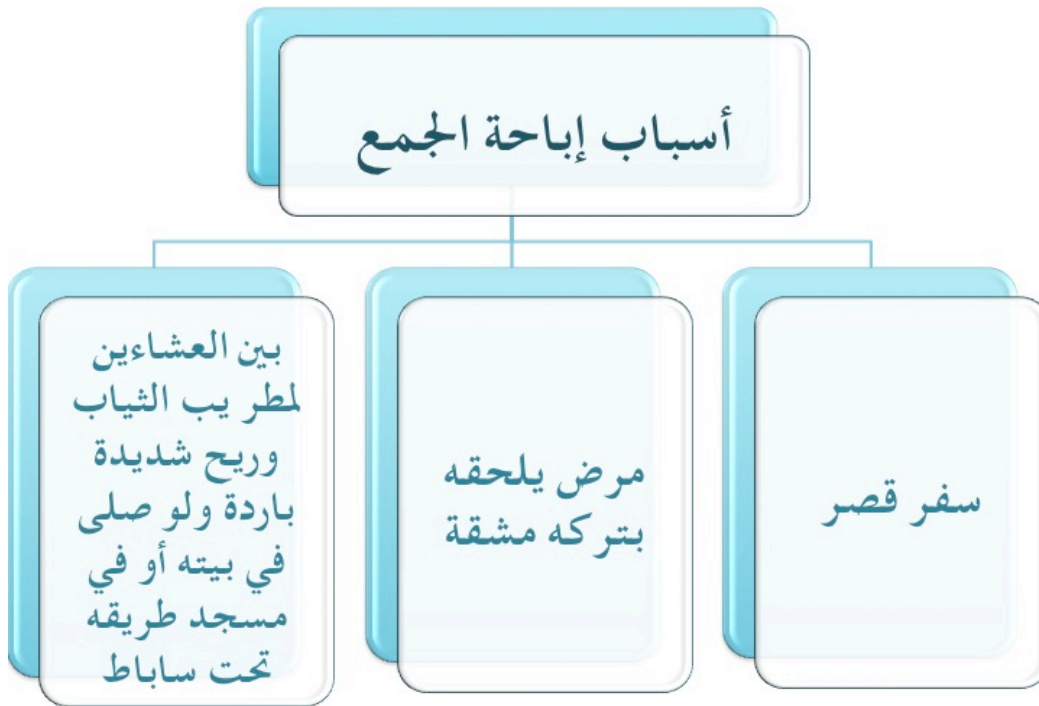 أسباب إباحة الجمع
سفر قصر
مرض يلحقه
بتركه مشقة
بين العشاءين
لمطر يب الثياب
وريح شديدة
باردة ولو صلى
في بيته أو في
مسجد طريقه
تحت ساباط